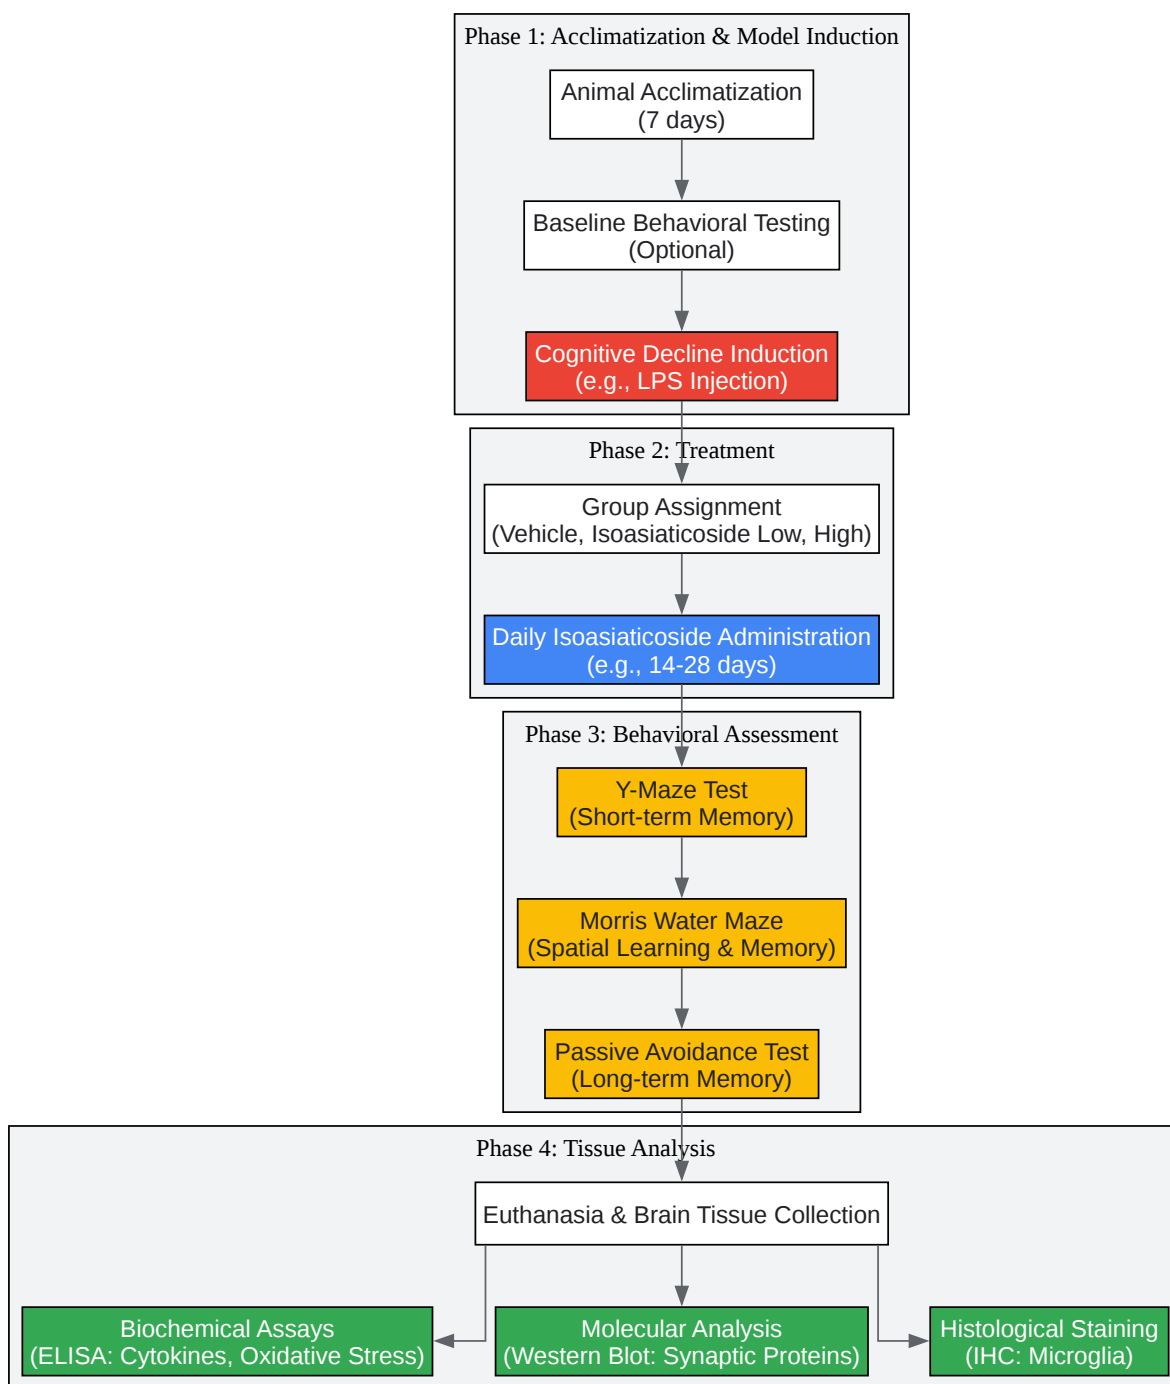 Phase 1: Acclimatization & Model Induction
Animal Acclimatization
(7 days)
Baseline Behavioral Testing
(Optional)
Cognitive Decline Induction
(e.g., LPS Injection)
Phase 2: Treatment
Group Assignment
(Vehicle, Isoasiaticoside Low, High)
Daily Isoasiaticoside Administration
(e.g., 14-28 days)
Phase 3: Behavioral Assessment
Y-Maze Test
(Short-term Memory)
Morris Water Maze
(Spatial Learning & Memory)
Passive Avoidance Test
(Long-term Memory)
Phase 4: Tissue Analysis
Euthanasia & Brain Tissue Collection
Biochemical Assays
(ELISA: Cytokines, Oxidative Stress)
Molecular Analysis
(Western Blot: Synaptic Proteins)
Histological Staining
(IHC: Microglia)